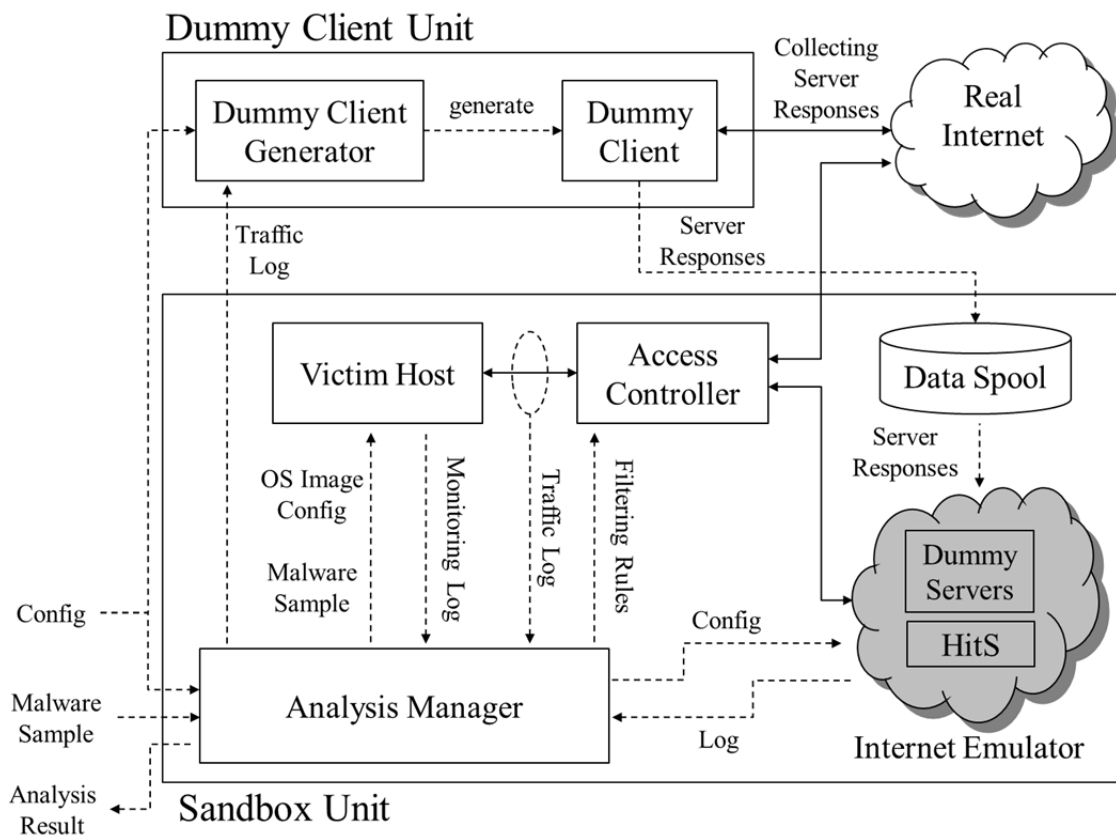 Dummy Client Unit
Dummy Client
Generator
generate
Dummy
Client
Collecting
Server
Responses
Real
Internet
Traffic
Log
Server
Responses
Victim Host
Access
Controller
Data Spool
OS Image
Config
Malware
Sample
Monitoring Log
Traffic Log
Filtering Rules
Server
Responses
Dummy
Servers
HitS
Internet Emulator
Config
Log
Config
Malware
Sample
Analysis
Result
Analysis Manager
Sandbox Unit